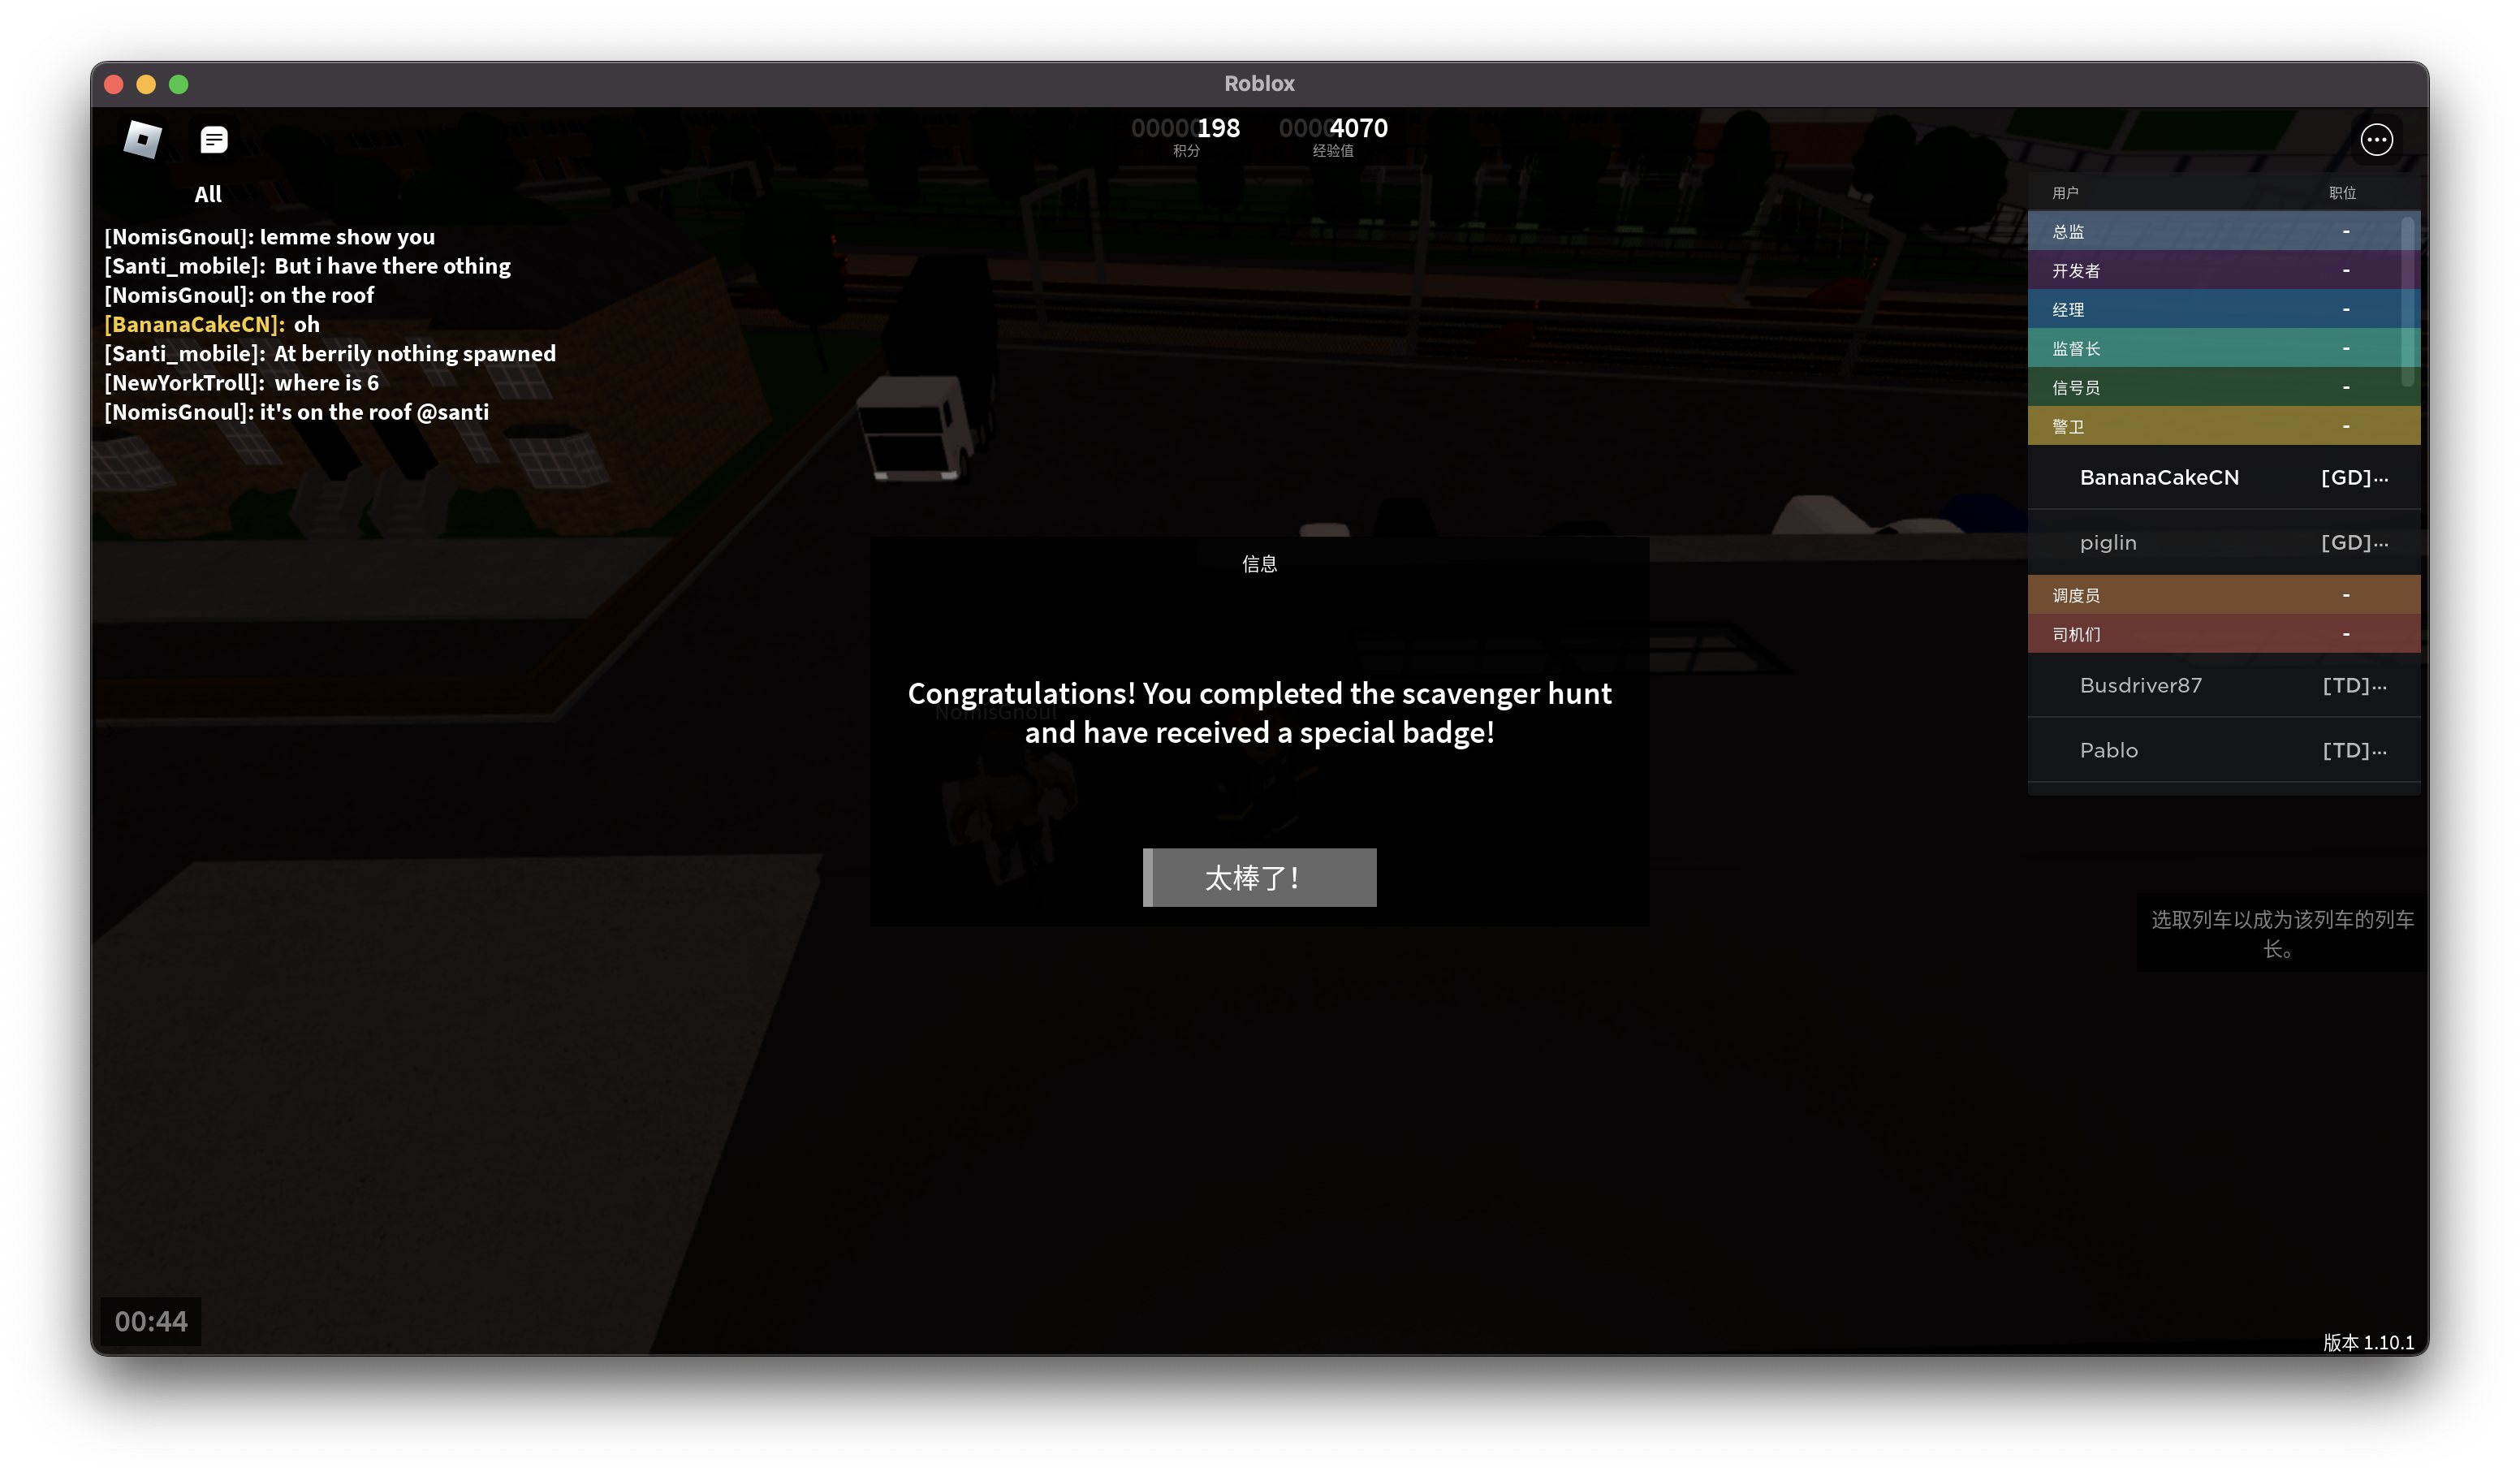 Roblox
00000198
积分
00004070
经验值
All
[NomisGnoul]: lemme show you
[Santi_mobile]: But i have there othing
[NomisGnoul]: on the roof
[BananaCakeCN]: oh
[Santi_mobile]: At berrily nothing spawned
[NewYorkTroll]: where is 6
[NomisGnoul]: it's on the roof @santi
用户 职位
总监 -
开发者 -
经理 -
监督长 -
信号员 -
警卫 -
BananaCakeCN [GD]...
piglin [GD]...
调度员 -
司机们 -
Busdriver87 [TD]...
Pablo [TD]...
信息
Congratulations! You completed the scavenger hunt
NomisGnoul
and have received a special badge!
太棒了！
选取列车以成为该列车的列车
长。
00:44
版本 1.10.1